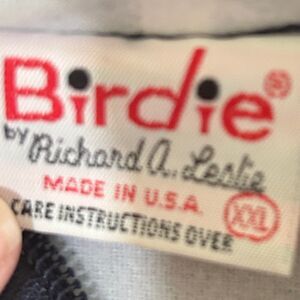 Birdie®
by Richard A. Leslie
MADE IN U.S.A. XXL
CARE INSTRUCTIONS OVER